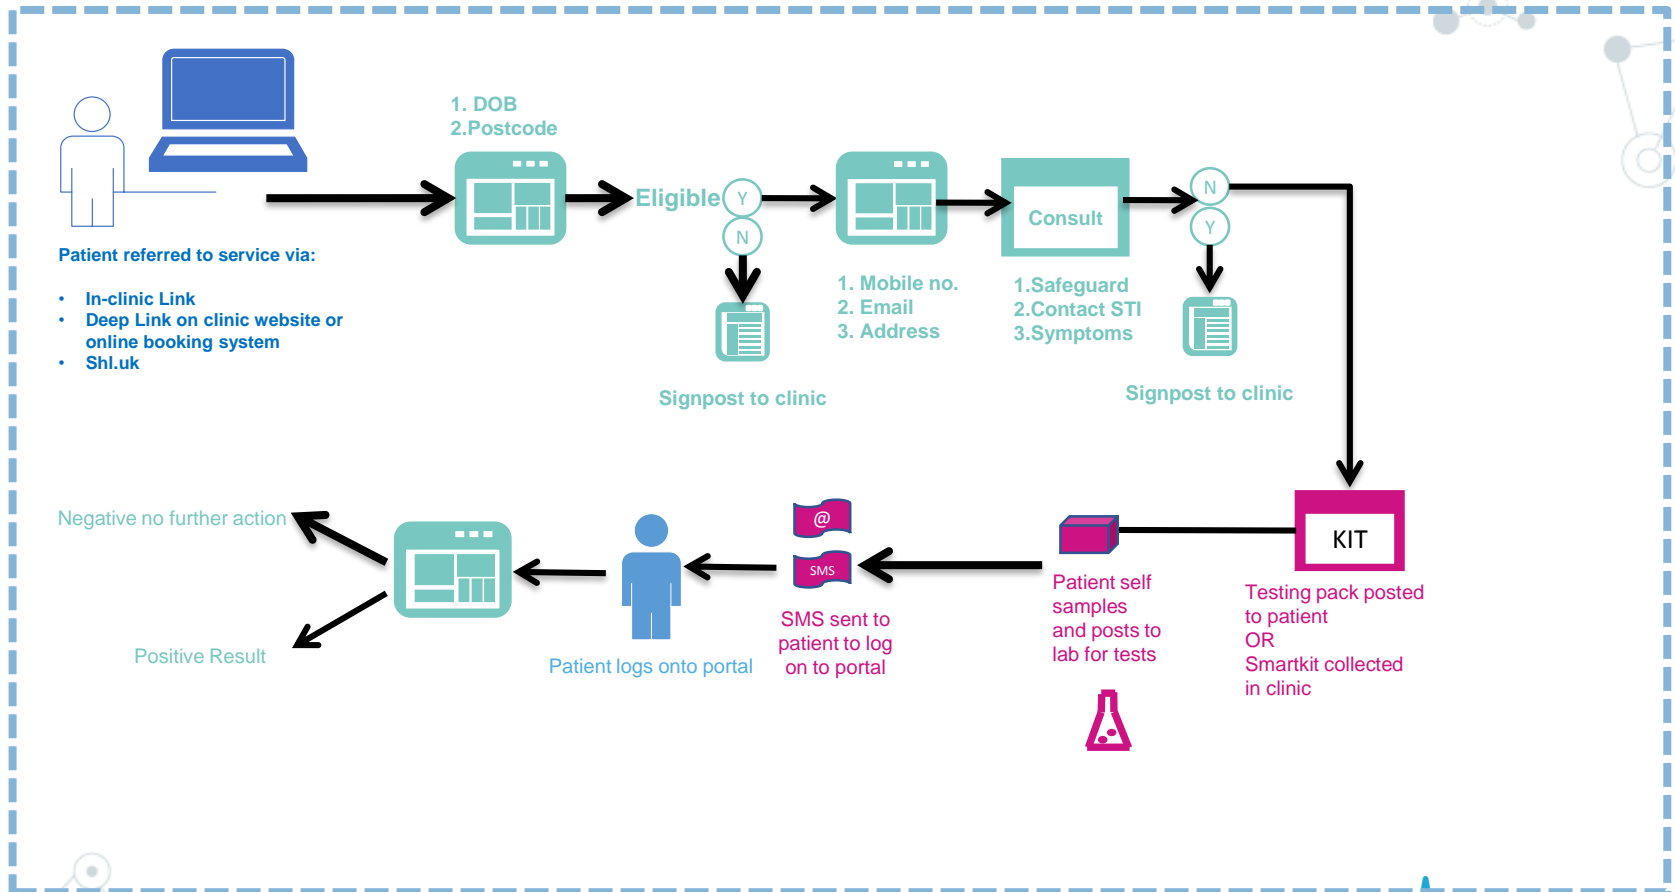 1. DOB
2.Postcode
Eligible
Y
N
Consult
N
Y
Patient referred to service via:
• In-clinic Link
• Deep Link on clinic website or
online booking system
• Shl.uk
1. Mobile no.
2. Email
3. Address
1.Safeguard
2.Contact STI
3.Symptoms
Signpost to clinic
Signpost to clinic
Negative no further action
Positive Result
Patient logs onto portal
@
SMS
SMS sent to
patient to log
on to portal
Patient self
samples
and posts to
lab for tests
KIT
Testing pack posted
to patient
OR
Smartkit collected
in clinic